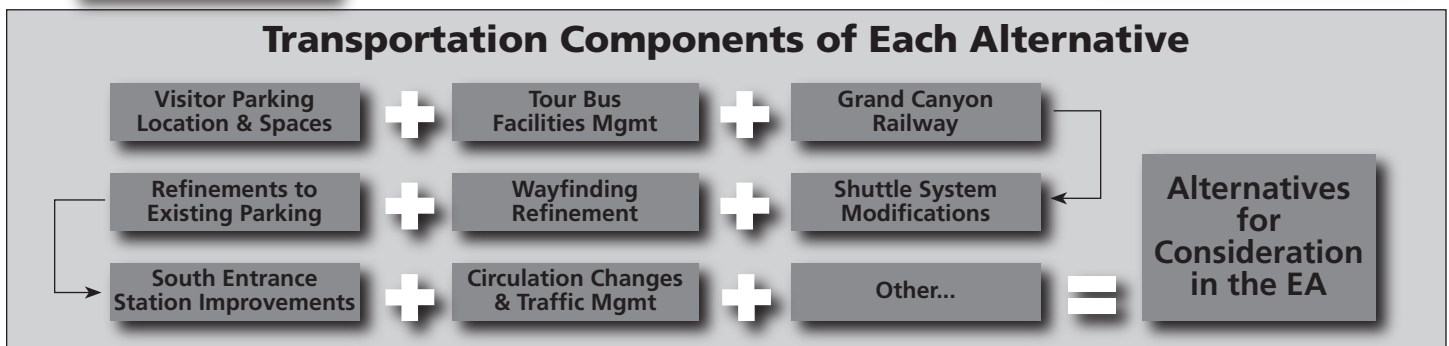 Transportation Components of Each Alternative
Visitor Parking
Location & Spaces
Tour Bus
Facilities Mgmt
Grand Canyon
Railway
Refinements to
Existing Parking
Wayfinding
Refinement
Shuttle System
Modifications
South Entrance
Station Improvements
Circulation Changes
& Traffic Mgmt
Other...
Alternatives
for
Consideration
in the EA